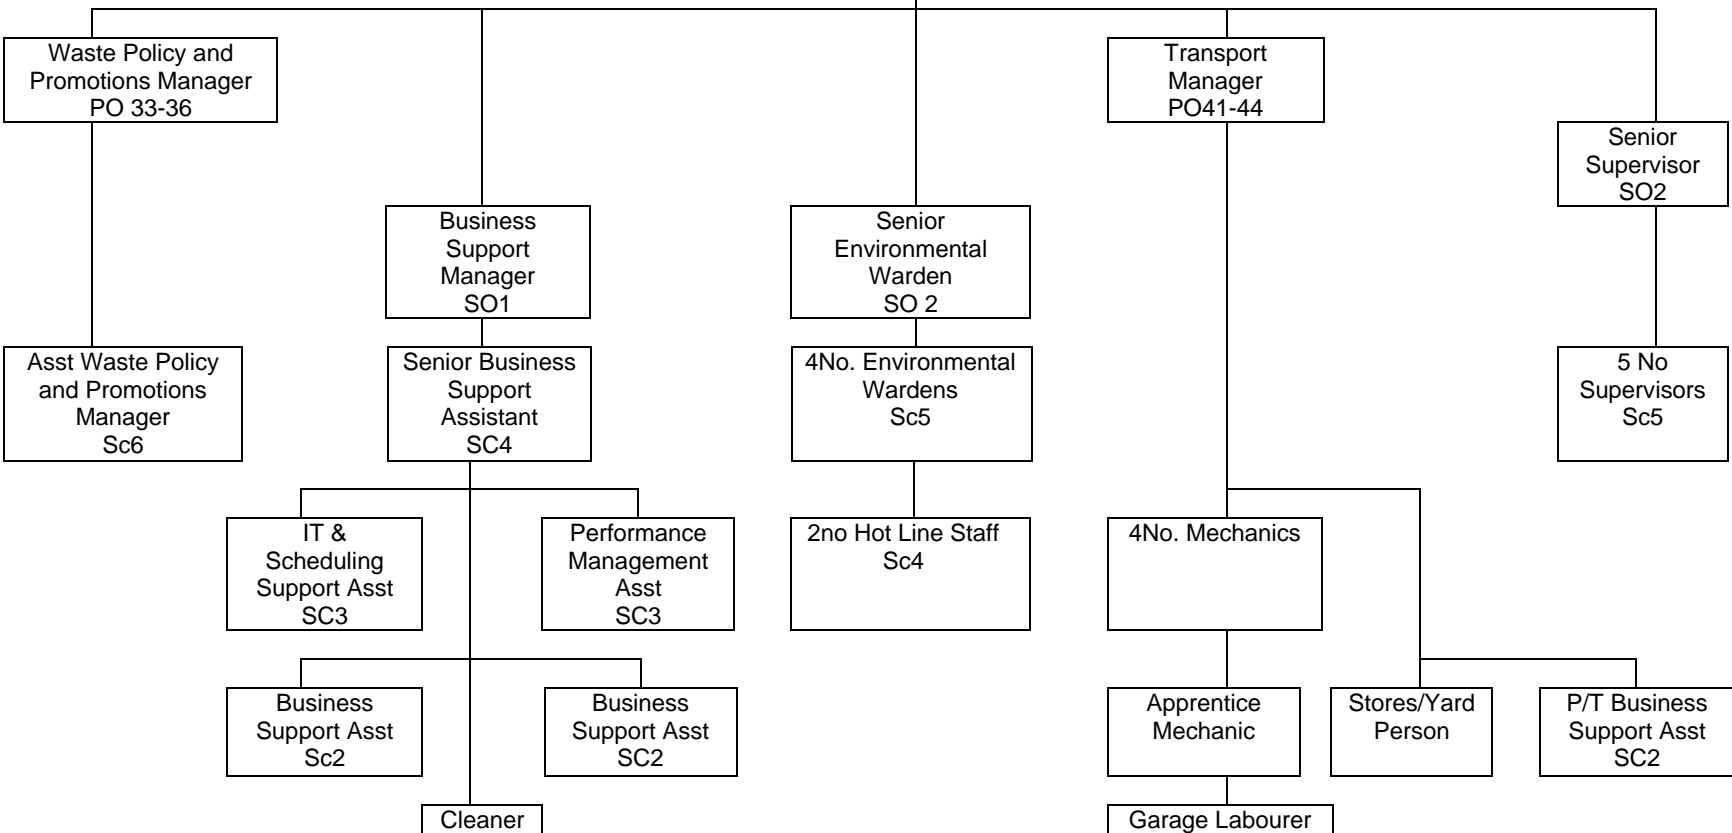 Waste Policy and
Promotions Manager
PO 33-36
Transport
Manager
PO41-44
Senior
Supervisor
SO2
Business
Support
Manager
SO1
Senior
Environmental
Warden
SO 2
Asst Waste Policy
and Promotions
Manager
Sc6
Senior Business
Support
Assistant
SC4
4No. Environmental
Wardens
Sc5
5 No
Supervisors
Sc5
IT &
Scheduling
Support Asst
SC3
Performance
Management
Asst
SC3
2no Hot Line Staff
Sc4
4No. Mechanics
Business
Support Asst
Sc2
Business
Support Asst
SC2
Apprentice
Mechanic
Stores/Yard
Person
P/T Business
Support Asst
SC2
Cleaner
Garage Labourer